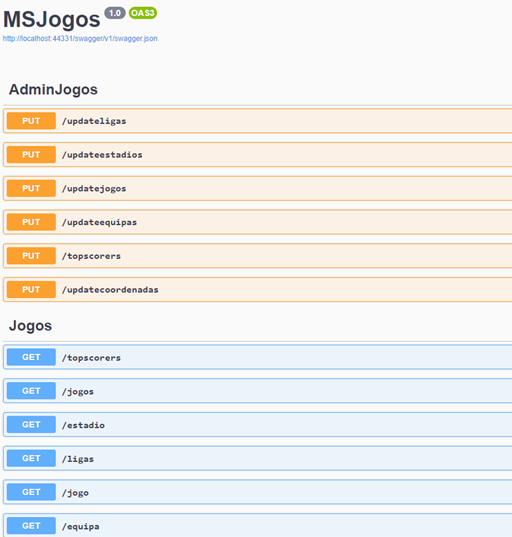 MSJogos 1.0 OAS3
http://localhost:44331/swagger/v1/swagger.json
AdminJogos
PUT /updateligas
PUT /updateestadios
PUT /updatejogos
PUT /updateequipas
PUT /topscorers
PUT /updatecoordenadas
Jogos
GET /topscorers
GET /jogos
GET /estadio
GET /ligas
GET /jogo
GET /equipa